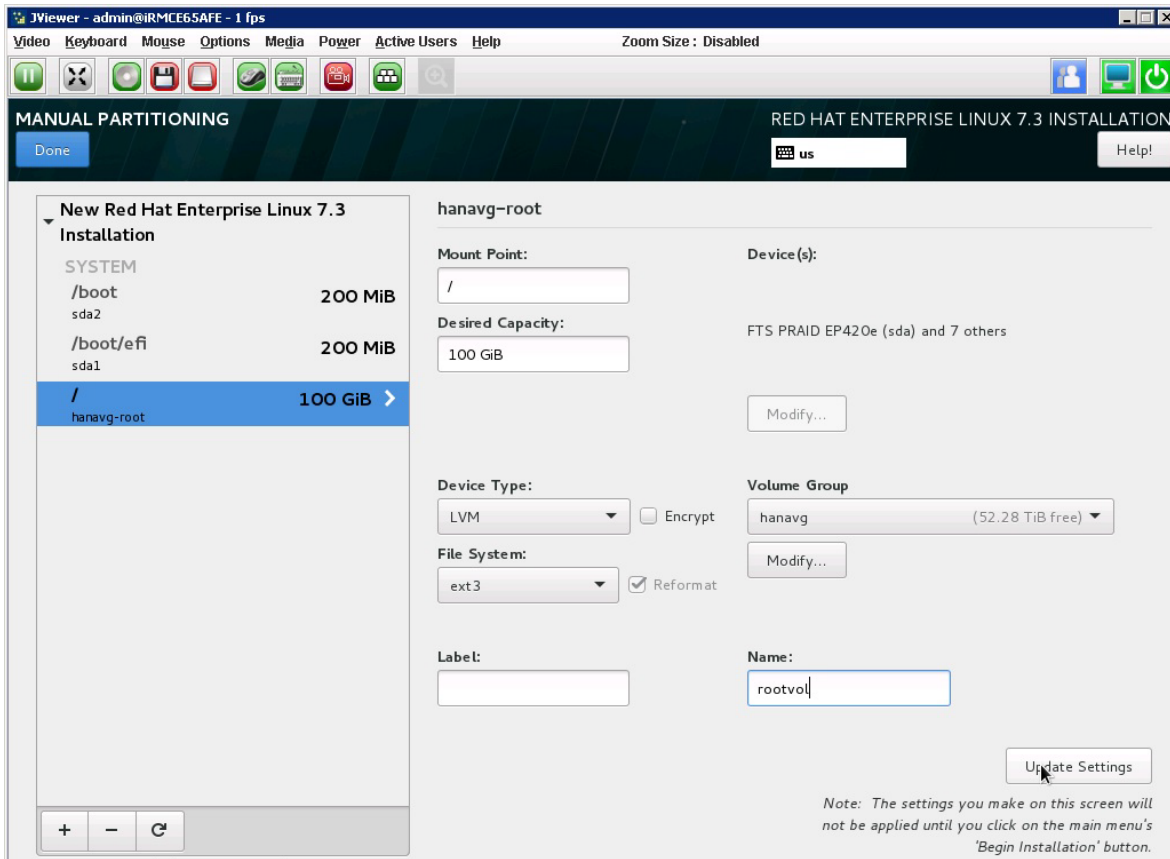 JViewer - admin@iRMCE65AFE - 1 fps
Video Keyboard Mouse Options Media Power Active Users Help Zoom Size : Disabled
MANUAL PARTITIONING
RED HAT ENTERPRISE LINUX 7.3 INSTALLATION
Done
us
Help!
New Red Hat Enterprise Linux 7.3
Installation
SYSTEM
/boot 200 MiB
sda2
/boot/efi 200 MiB
sda1
/ 100 GiB
hanavg-root
hanavg-root
Mount Point:
/
Desired Capacity:
100 GiB
Device(s):
FTS PRAID EP420e (sda) and 7 others
Modify...
Device Type:
LVM
Encrypt
File System:
ext3
Reformat
Volume Group
hanavg (52.28 TiB free)
Modify...
Label:
Name:
rootvol
Update Settings
Note: The settings you make on this screen will
not be applied until you click on the main menu's
'Begin Installation' button.